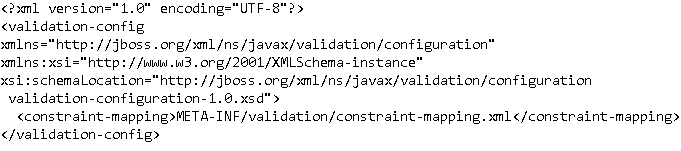 <?xml version="1.0" encoding="UTF-8"?>
<validation-config
xmlns="http://jboss.org/xml/ns/javax/validation/configuration"
xmlns:xsi="http://www.w3.org/2001/XMLSchema-instance"
xsi:schemaLocation="http://jboss.org/xml/ns/javax/validation/configuration
 validation-configuration-1.0.xsd">
  <constraint-mapping>META-INF/validation/constraint-mapping.xml</constraint-mapping>
</validation-config>